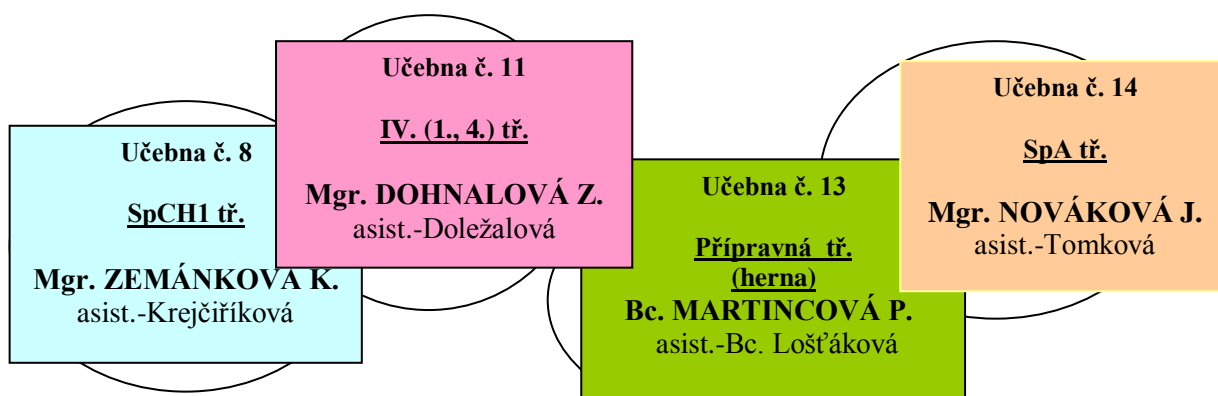 Učebna č. 8
SpCH1 tř.
Mgr. ZEMÁNKOVÁ K.
asist.-Krejčiříková
Učebna č. 11
IV. (1., 4.) tř.
Mgr. DOHNALOVÁ Z.
asist.-Doležalová
Učebna č. 13
Přípravná tř.
(herna)
Bc. MARTINCOVÁ P.
asist.-Bc. Lošťáková
Učebna č. 14
SpA tř.
Mgr. NOVÁKOVÁ J.
asist.-Tomková